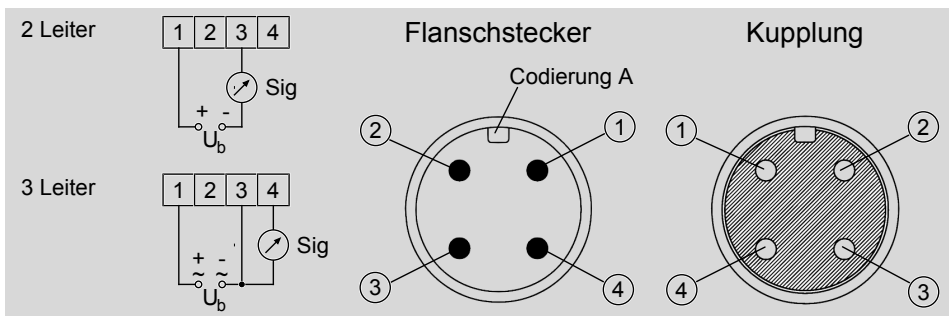 2 Leiter
1 2 3 4
Sig
+ -
Ub
3 Leiter
1 2 3 4
Sig
+ -
~ ~
Ub
Flanschstecker
Codierung A
2 1
3 4
Kupplung
1 2
4 3